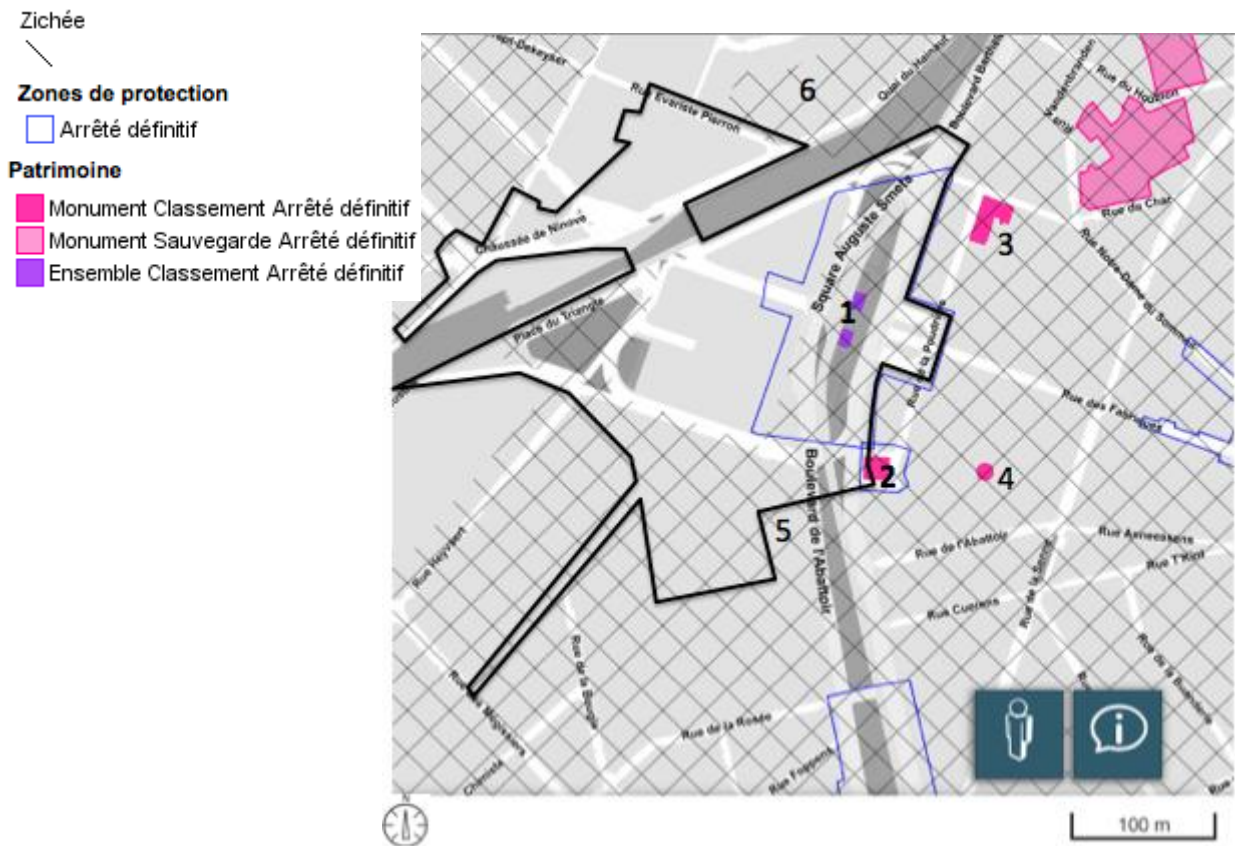 Zichée
Zones de protection
Arrêté définitif
Patrimoine
Monument Classement Arrêté définitif
Monument Sauvegarde Arrêté définitif
Ensemble Classement Arrêté définitif
Rue Evariste Pierron
6
Quai du Hainaut
Rue du Houblon
Rue du Chat
Chaussée de Ninove
Square Auguste Smets
3
Rue Notre-Dame du Sommeil
Place du Triangle
1
Rue de la Poudrière
Rue des Fabriques
2
4
5
Boulevard de l'Abattoir
Rue Heyvaert
Rue de l'Abattoir
Rue Anneessens
Rue T'Kint
Rue de la Senne
Rue Cuerens
Rue de la Bougie
Rue de la Buanderie
Rue de la Rosée
Rue Foppens
N
100 m